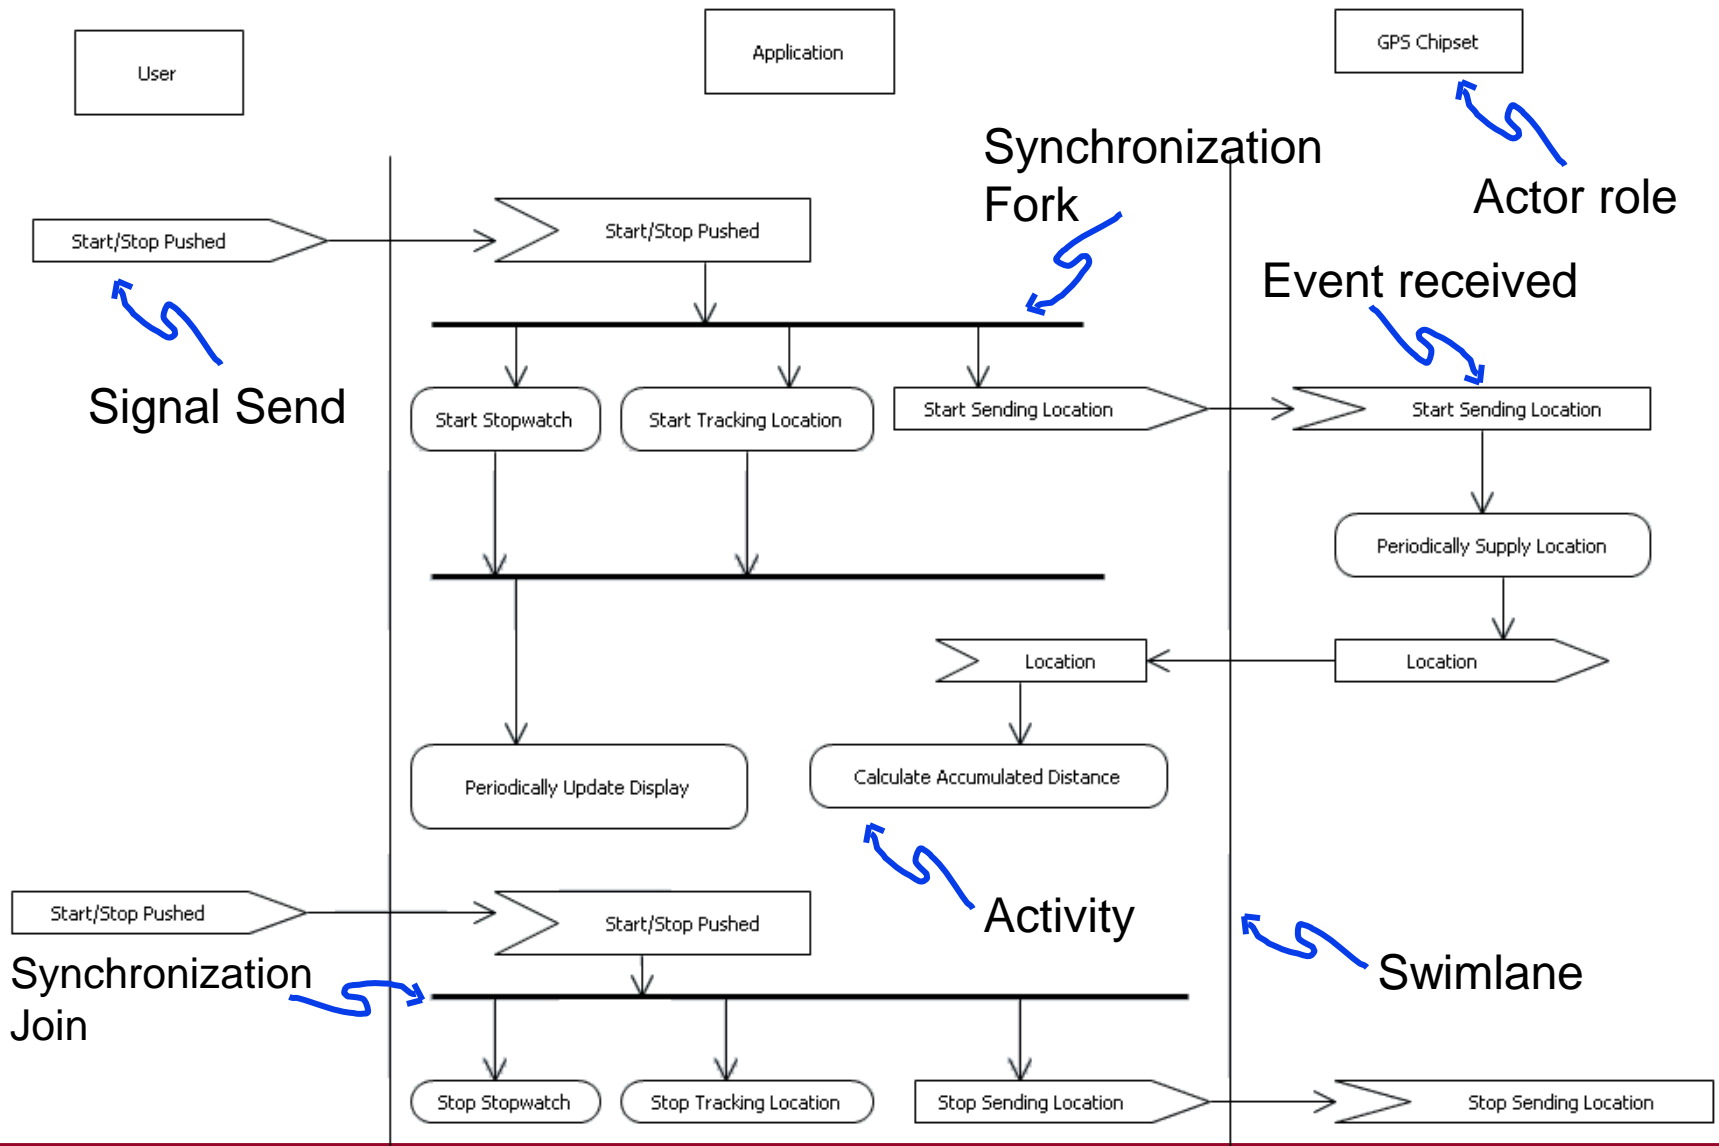 User
Application
GPS Chipset
Synchronization
Fork
Actor role
Start/Stop Pushed
Start/Stop Pushed
Event received
Signal Send
Start Stopwatch
Start Tracking Location
Start Sending Location
Start Sending Location
Periodically Supply Location
Location
Location
Periodically Update Display
Calculate Accumulated Distance
Activity
Start/Stop Pushed
Start/Stop Pushed
Swimlane
Synchronization
Join
Stop Stopwatch
Stop Tracking Location
Stop Sending Location
Stop Sending Location